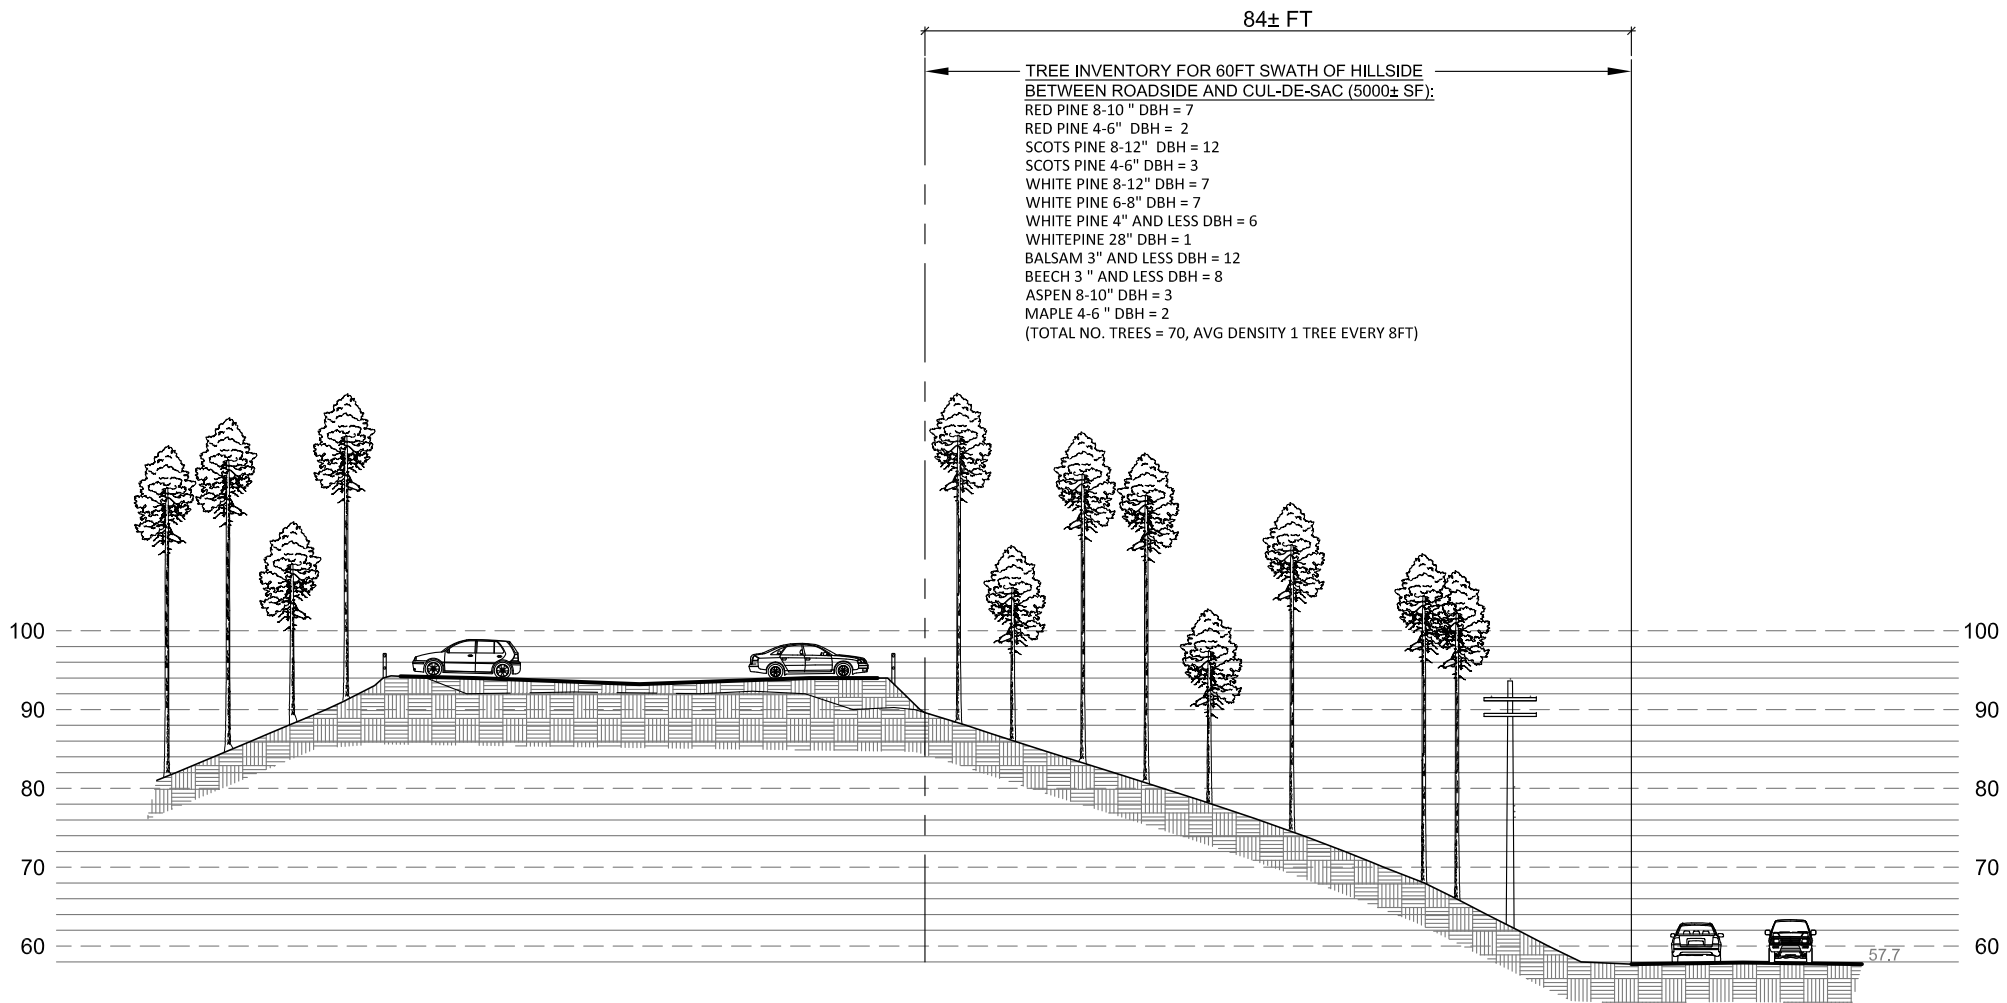 84± FT
TREE INVENTORY FOR 60FT SWATH OF HILLSIDE
BETWEEN ROADSIDE AND CUL-DE-SAC (5000± SF):
RED PINE 8-10 " DBH = 7
RED PINE 4-6" DBH = 2
SCOTS PINE 8-12" DBH = 12
SCOTS PINE 4-6" DBH = 3
WHITE PINE 8-12" DBH = 7
WHITE PINE 6-8" DBH = 7
WHITE PINE 4" AND LESS DBH = 6
WHITEPINE 28" DBH = 1
BALSAM 3" AND LESS DBH = 12
BEECH 3 " AND LESS DBH = 8
ASPEN 8-10" DBH = 3
MAPLE 4-6 " DBH = 2
(TOTAL NO. TREES = 70, AVG DENSITY 1 TREE EVERY 8FT)
100 100
90 90
80 80
70 70
60 60
57.7